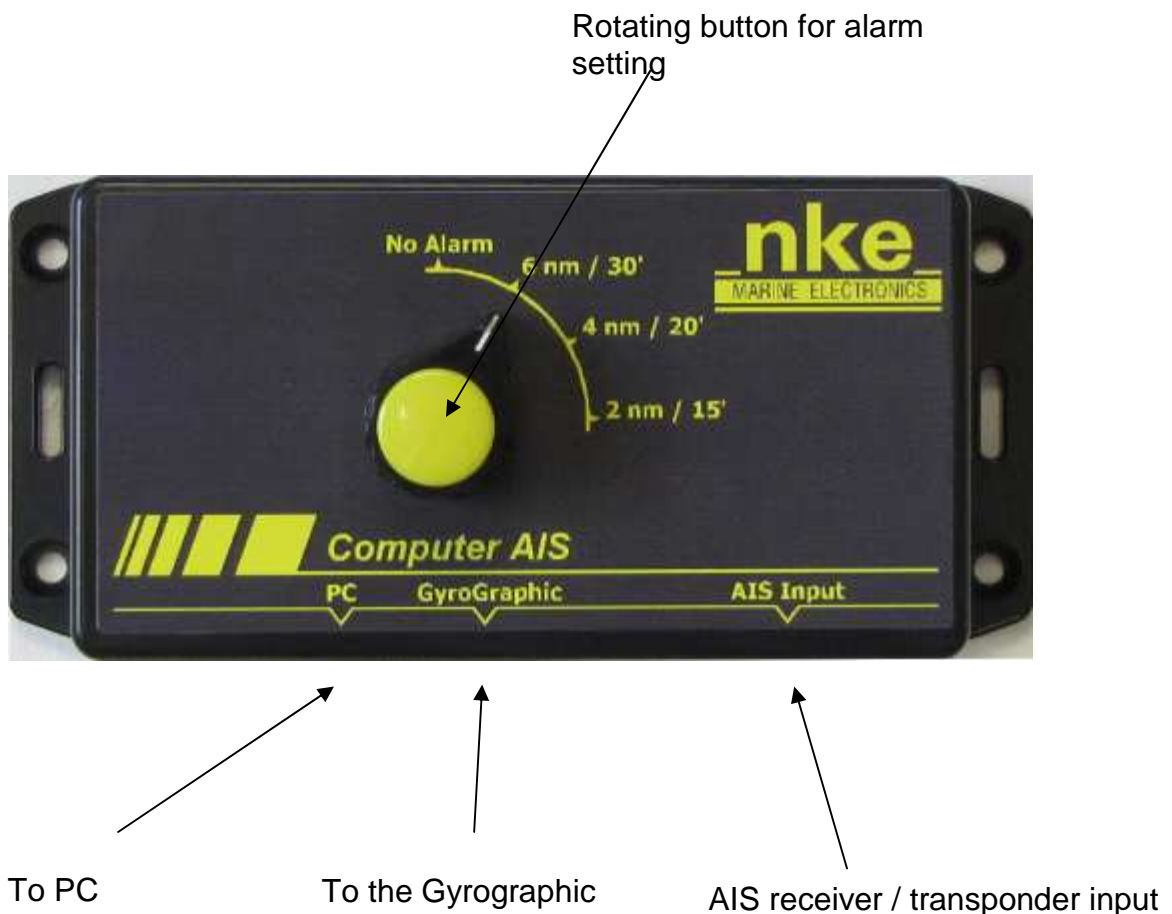 Rotating button for alarm
setting
No Alarm
6 nm / 30'
4 nm / 20'
2 nm / 15'
_nke_
MARINE ELECTRONICS
Computer AIS
PC GyroGraphic AIS Input
To PC To the Gyrographic AIS receiver / transponder input